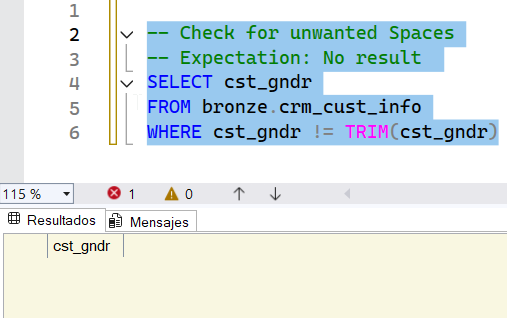 1
2 -- Check for unwanted Spaces
3 -- Expectation: No result
4 SELECT cst_gndr
5 FROM bronze.crm_cust_info
6 WHERE cst_gndr != TRIM(cst_gndr)
115 % 1 0
Resultados Mensajes
cst_gndr